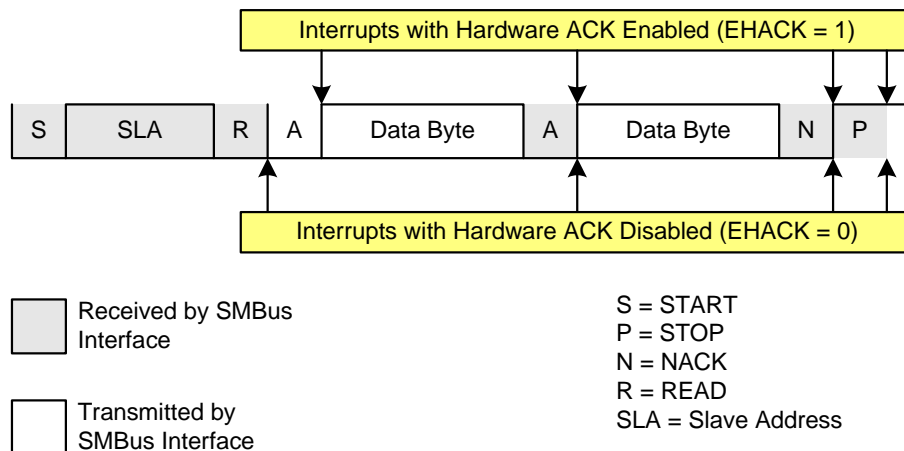 Interrupts with Hardware ACK Enabled (EHACK = 1)
S SLA R A Data Byte A Data Byte N P
Interrupts with Hardware ACK Disabled (EHACK = 0)
Received by SMBus
Interface
Transmitted by
SMBus Interface
S = START
P = STOP
N = NACK
R = READ
SLA = Slave Address